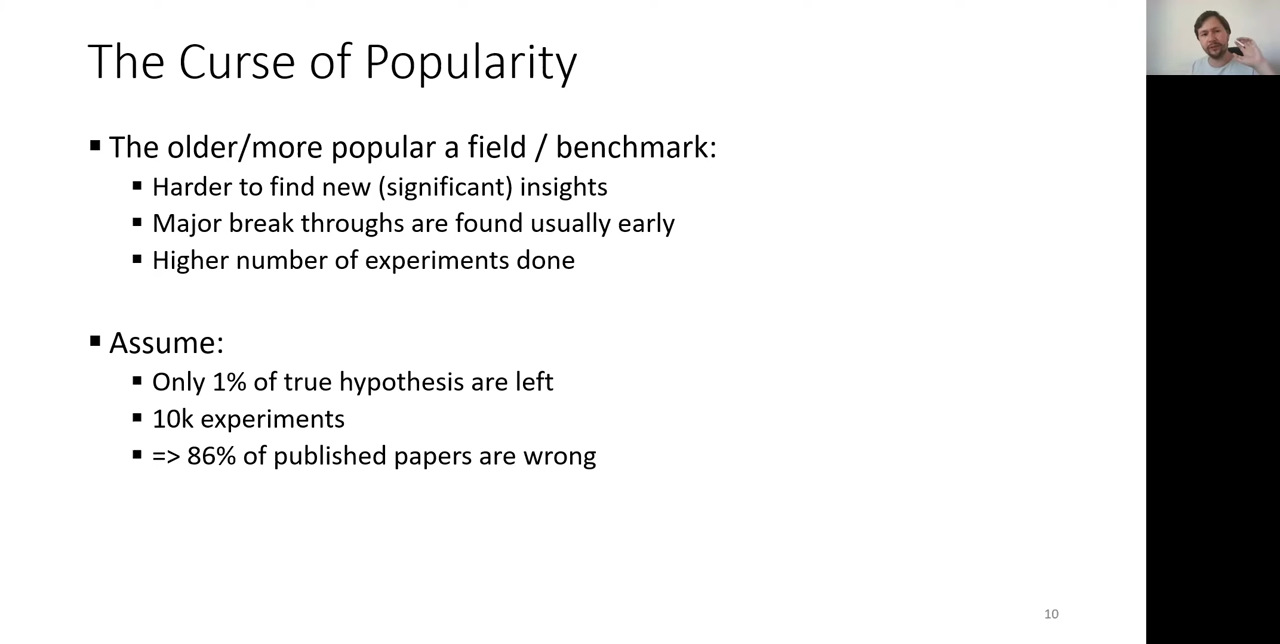 The Curse of Popularity
▪ The older/more popular a field / benchmark:
▪ Harder to find new (significant) insights
▪ Major break throughs are found usually early
▪ Higher number of experiments done
▪ Assume:
▪ Only 1% of true hypothesis are left
▪ 10k experiments
▪ => 86% of published papers are wrong
10